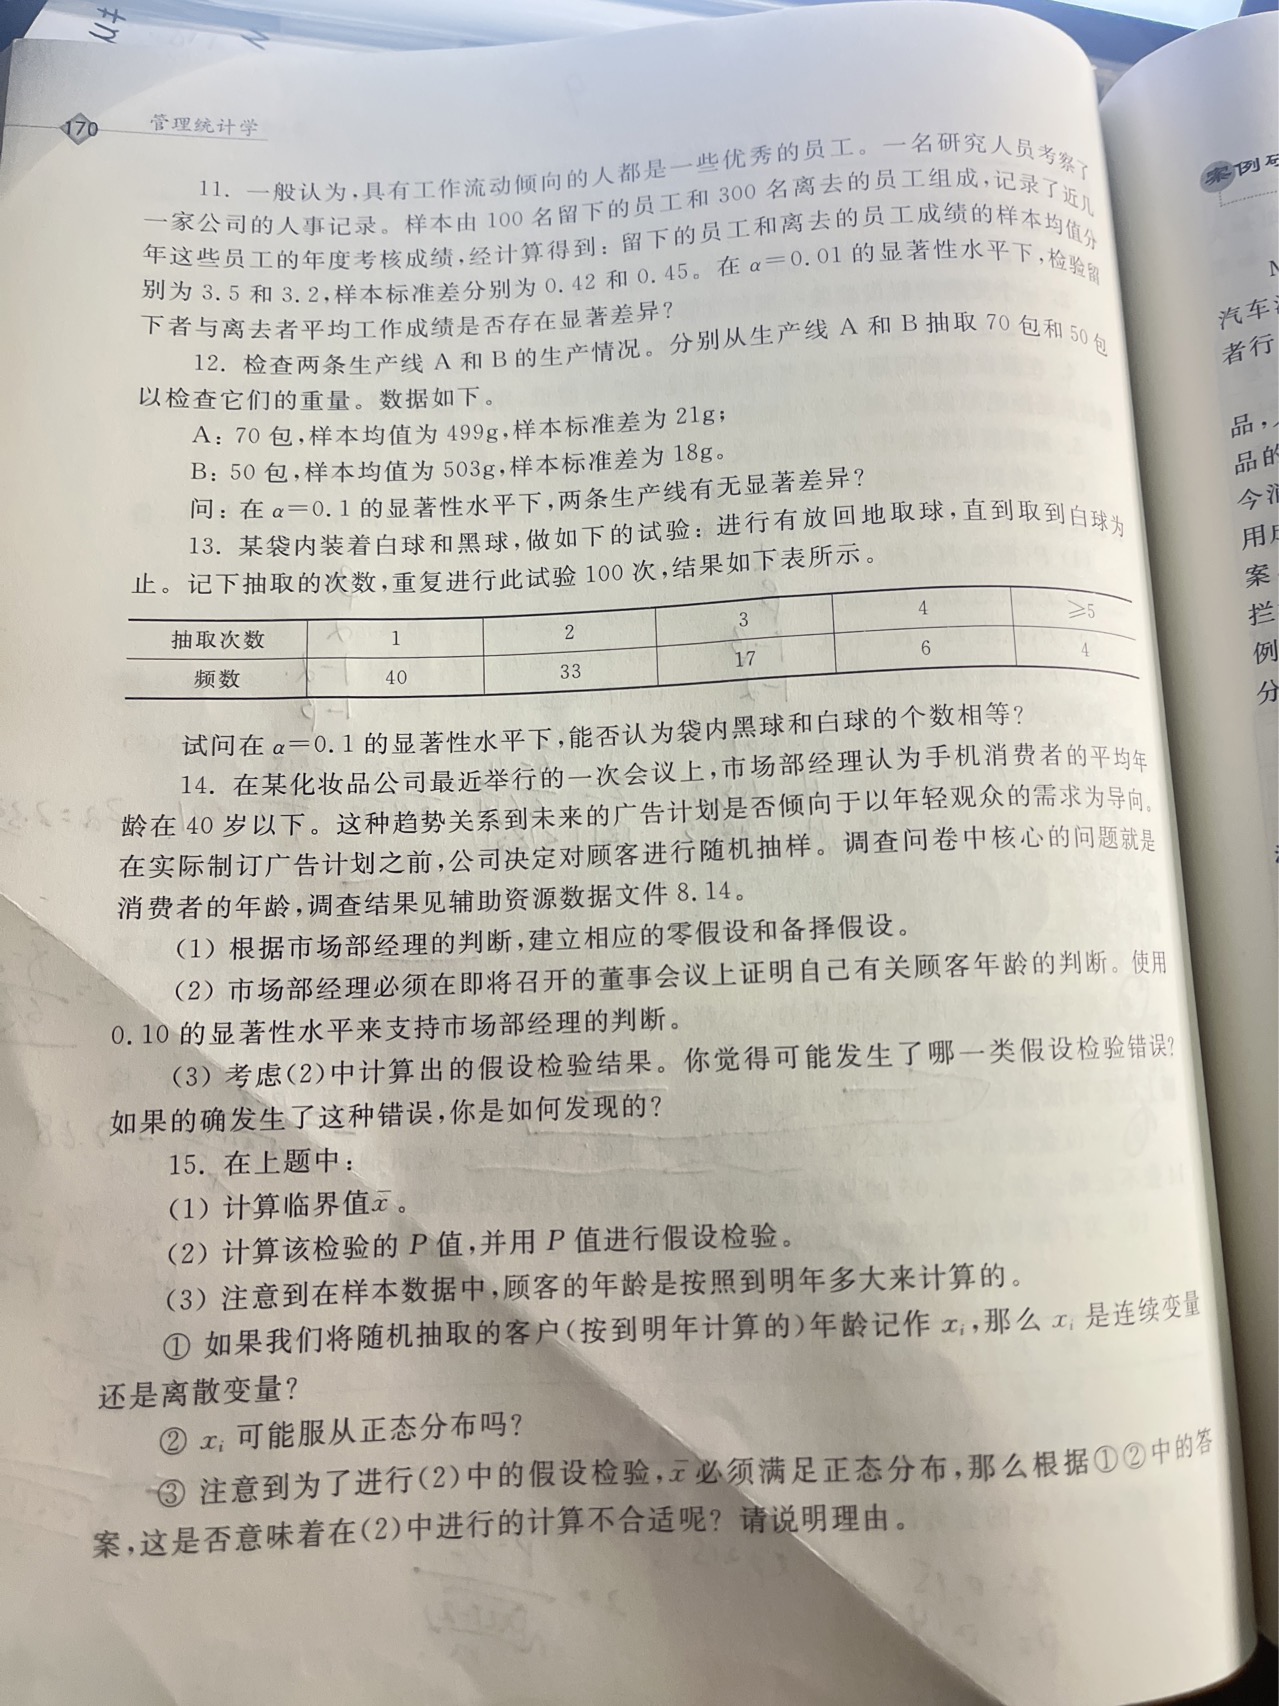 170 管理统计学
11. 一般认为,具有工作流动倾向的人都是一些优秀的员工。一名研究人员考察了
一家公司的人事记录。样本由 100 名留下的员工和 300 名离去的员工组成,记录了近几
年这些员工的年度考核成绩,经计算得到:留下的员工和离去的员工成绩的样本均值分
别为 3.5 和 3.2,样本标准差分别为 0.42 和 0.45。在 α=0.01 的显著性水平下,检验留
下者与离去者平均工作成绩是否存在显著差异?
12. 检查两条生产线 A 和 B 的生产情况。分别从生产线 A 和 B 抽取 70 包和 50 包
以检查它们的重量。数据如下。
A: 70 包,样本均值为 499g,样本标准差为 21g;
B: 50 包,样本均值为 503g,样本标准差为 18g。
问:在 α=0.1 的显著性水平下,两条生产线有无显著差异?
13. 某袋内装着白球和黑球,做如下的试验:进行有放回地取球,直到取到白球为
止。记下抽取的次数,重复进行此试验 100 次,结果如下表所示。
抽取次数 1 2 3 4 ≥5
频数 40 33 17 6 4
试问在 α=0.1 的显著性水平下,能否认为袋内黑球和白球的个数相等?
14. 在某化妆品公司最近举行的一次会议上,市场部经理认为手机消费者的平均年
龄在 40 岁以下。这种趋势关系到未来的广告计划是否倾向于以年轻观众的需求为导向。
在实际制订广告计划之前,公司决定对顾客进行随机抽样。调查问卷中核心的问题就是
消费者的年龄,调查结果见辅助资源数据文件 8.14。
(1) 根据市场部经理的判断,建立相应的零假设和备择假设。
(2) 市场部经理必须在即将召开的董事会议上证明自己有关顾客年龄的判断。使用
0.10 的显著性水平来支持市场部经理的判断。
(3) 考虑(2)中计算出的假设检验结果。你觉得可能发生了哪一类假设检验错误?
如果的确发生了这种错误,你是如何发现的?
15. 在上题中:
(1) 计算临界值x̄。
(2) 计算该检验的 P 值,并用 P 值进行假设检验。
(3) 注意到在样本数据中,顾客的年龄是按照到明年多大来计算的。
① 如果我们将随机抽取的客户(按到明年计算的)年龄记作 xᵢ,那么 xᵢ 是连续变量
还是离散变量?
② xᵢ 可能服从正态分布吗?
③ 注意到为了进行(2)中的假设检验,x̄ 必须满足正态分布,那么根据①②中的答
案,这是否意味着在(2)中进行的计算不合适呢?请说明理由。
案例研
汽车
者行
品,
品的
今
用
案
拦
例
分